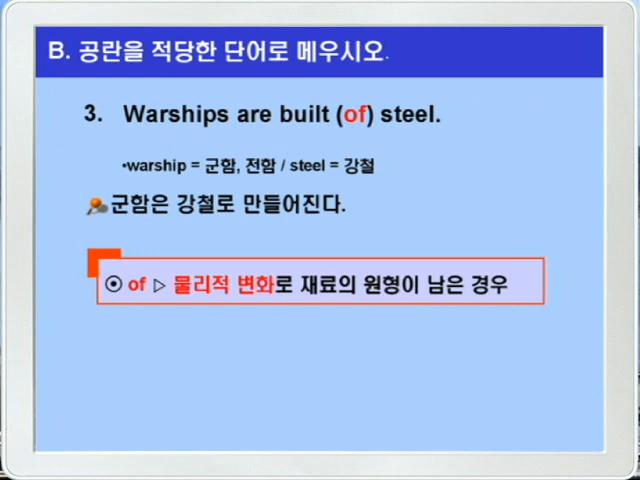 B. 공란을 적당한 단어로 메우시오.
3. Warships are built (of) steel.
•warship = 군함, 전함 / steel = 강철
군함은 강철로 만들어진다.
⊙ of ▷ 물리적 변화로 재료의 원형이 남은 경우